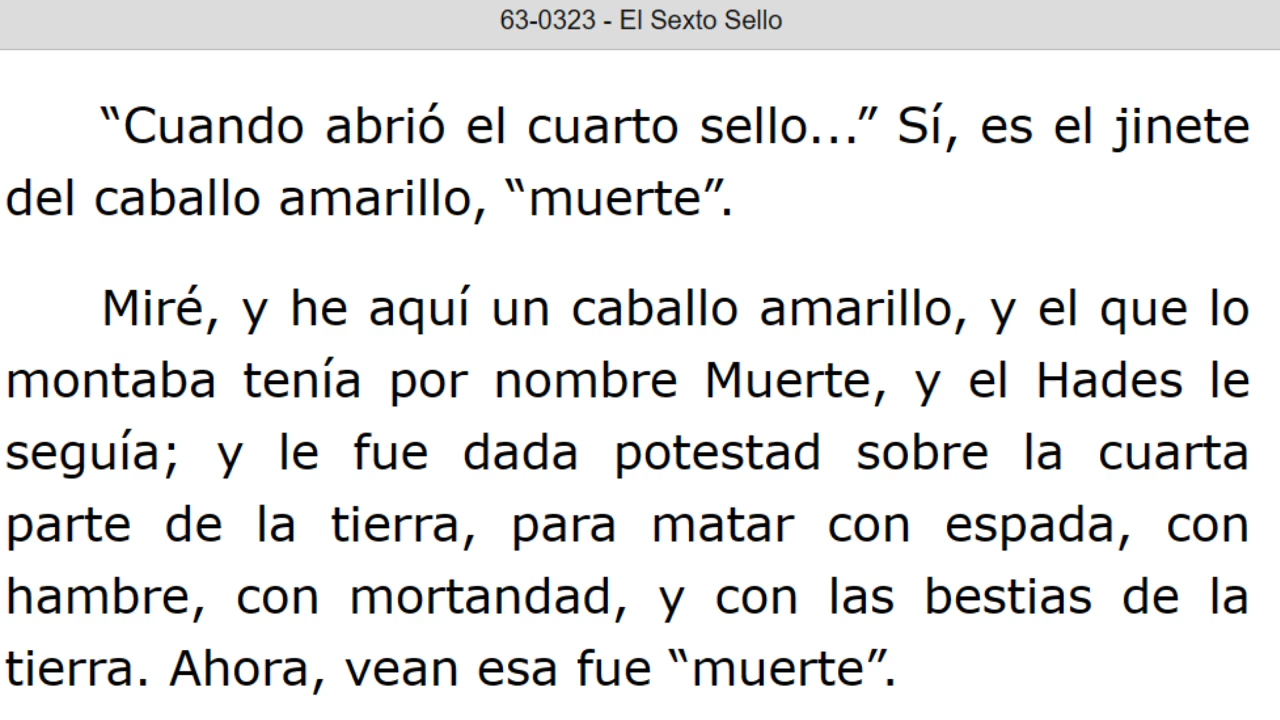 63-0323 - El Sexto Sello
“Cuando abrió el cuarto sello...” Sí, es el jinete
del caballo amarillo, “muerte”.
Miré, y he aquí un caballo amarillo, y el que lo
montaba tenía por nombre Muerte, y el Hades le
seguía; y le fue dada potestad sobre la cuarta
parte de la tierra, para matar con espada, con
hambre, con mortandad, y con las bestias de la
tierra. Ahora, vean esa fue “muerte”.